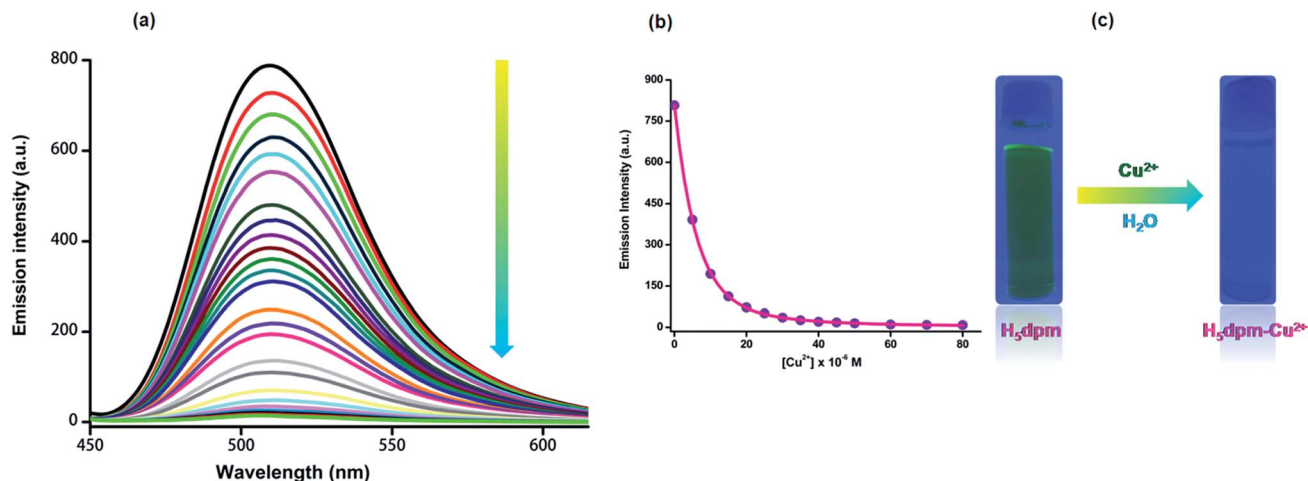 (a)
800
600
400
200
0
450
500
550
600
Emission intensity (a.u.)
Wavelength (nm)
(b)
900
750
600
450
300
150
0
0
20
40
60
80
Emission Intensity (a.u.)
[Cu²⁺] x 10⁻⁶ M
(c)
Cu²⁺
H₂O
H₅dpm
H₅dpm-Cu²⁺